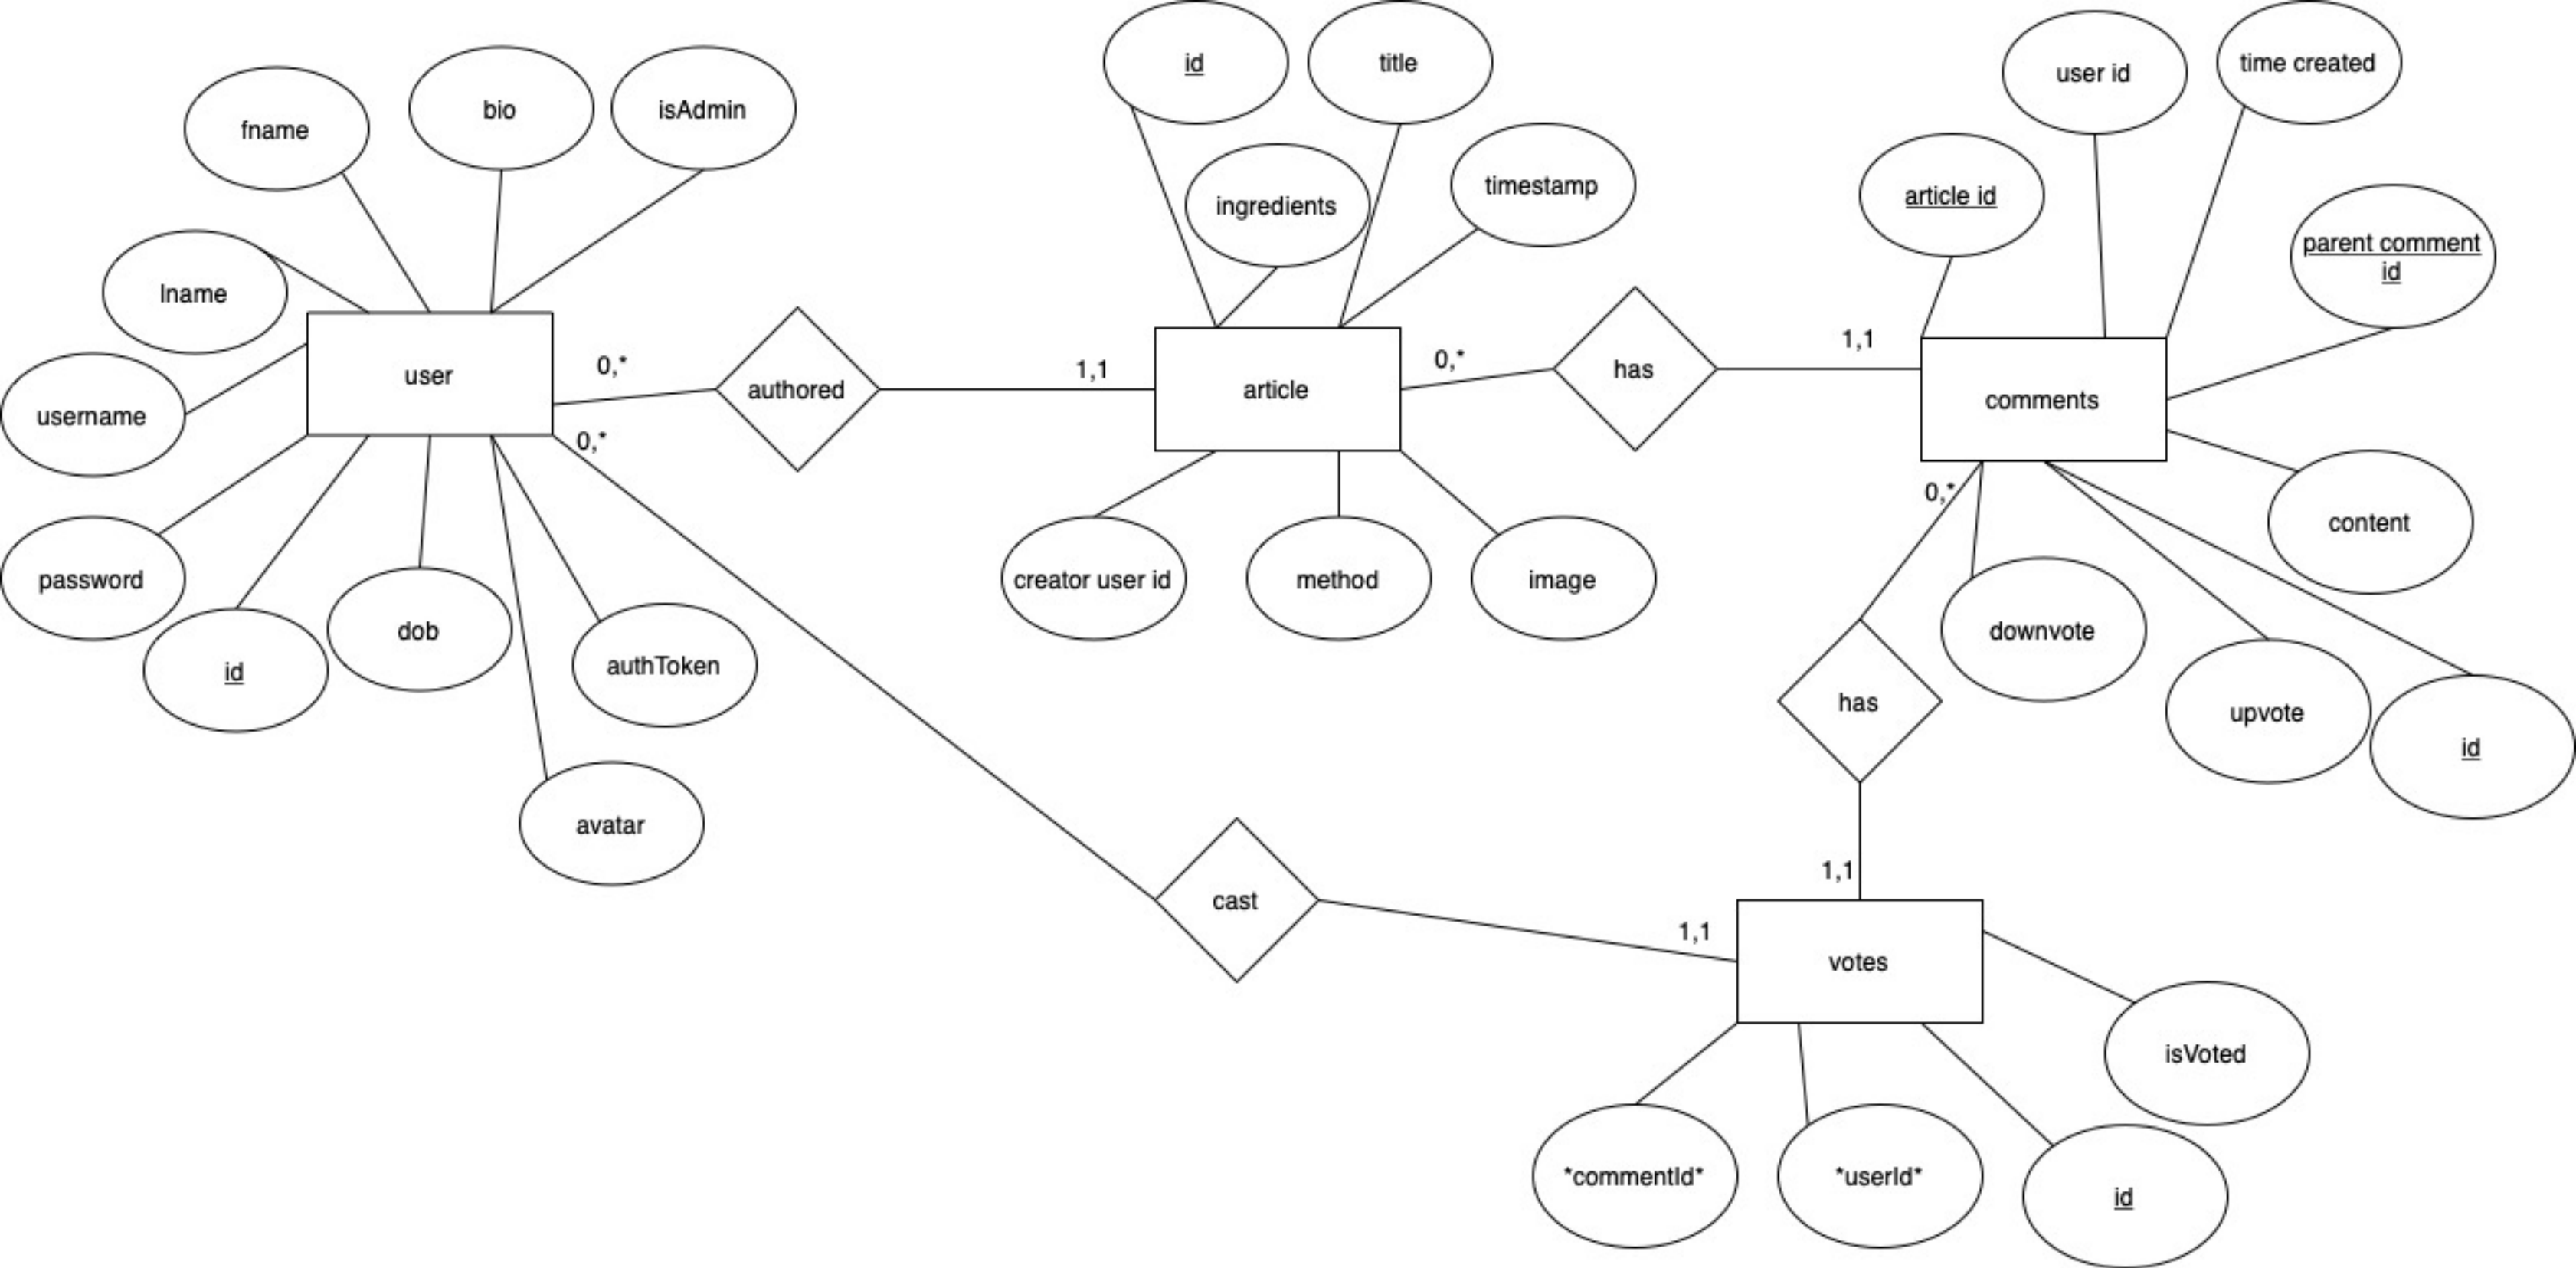 id
title
user id
time created
fname
bio
isAdmin
ingredients
timestamp
article id
parent comment
id
lname
username
user
0,*
authored
1,1
article
0,*
has
1,1
comments
0,*
password
id
dob
authToken
avatar
creator user id
method
image
0,*
content
downvote
upvote
id
has
1,1
cast
1,1
votes
isVoted
*commentId*
*userId*
id